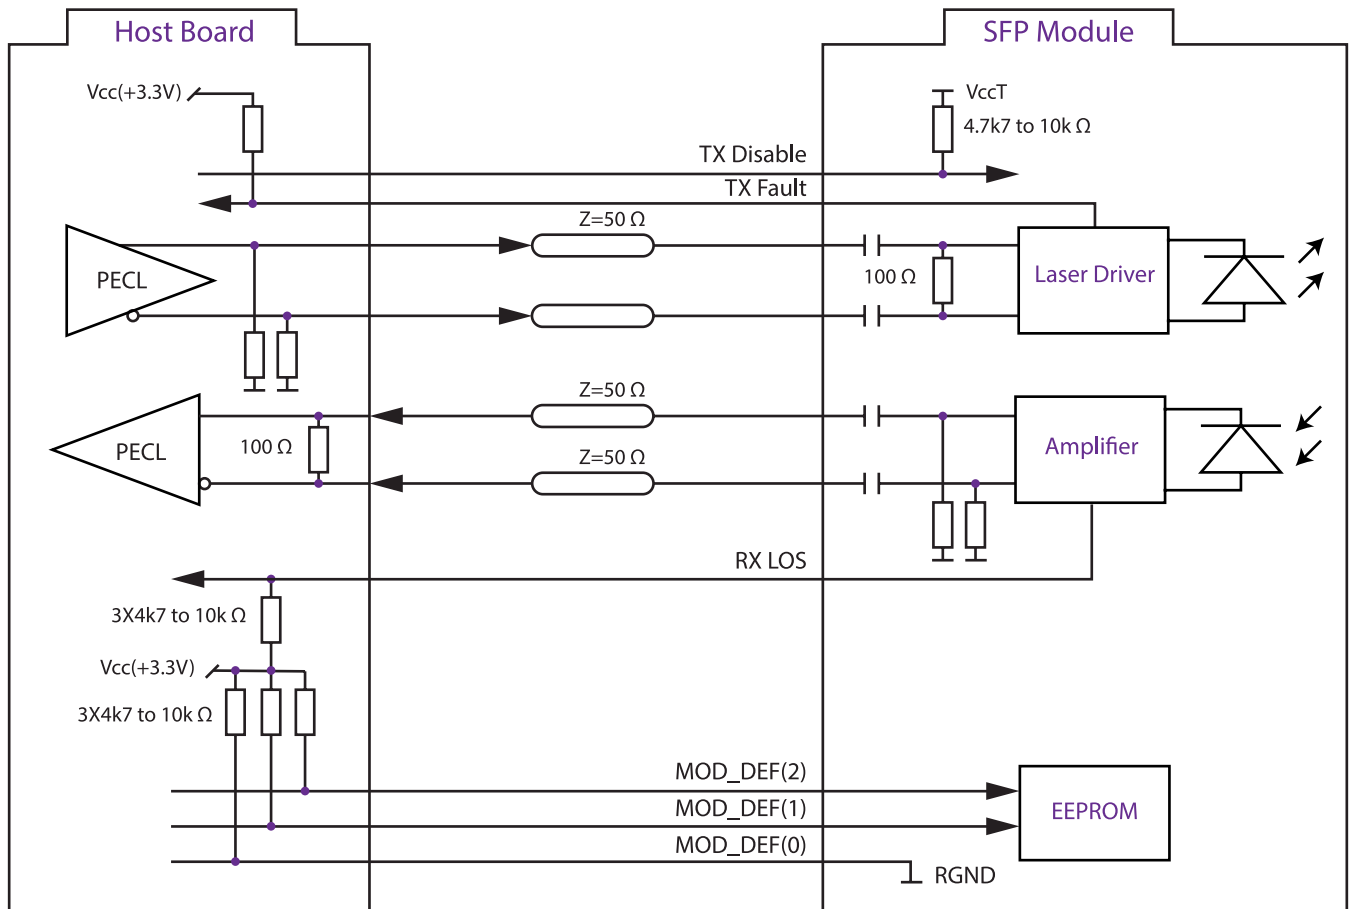 Host Board
SFP Module
Vcc(+3.3V)
VccT
4.7k7 to 10k Ω
TX Disable
TX Fault
Z=50 Ω
PECL
100 Ω
Laser Driver
Z=50 Ω
PECL
100 Ω
Z=50 Ω
Amplifier
RX LOS
3X4k7 to 10k Ω
Vcc(+3.3V)
3X4k7 to 10k Ω
MOD_DEF(2)
MOD_DEF(1)
EEPROM
MOD_DEF(0)
RGND